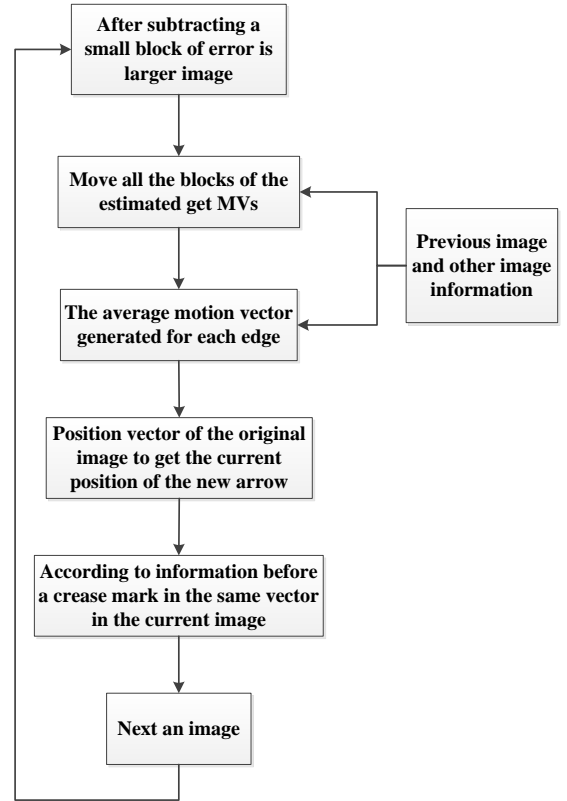 After subtracting a
small block of error is
larger image
Move all the blocks of the
estimated get MVs
Previous image
and other image
information
The average motion vector
generated for each edge
Position vector of the original
image to get the current
position of the new arrow
According to information before
a crease mark in the same vector
in the current image
Next an image